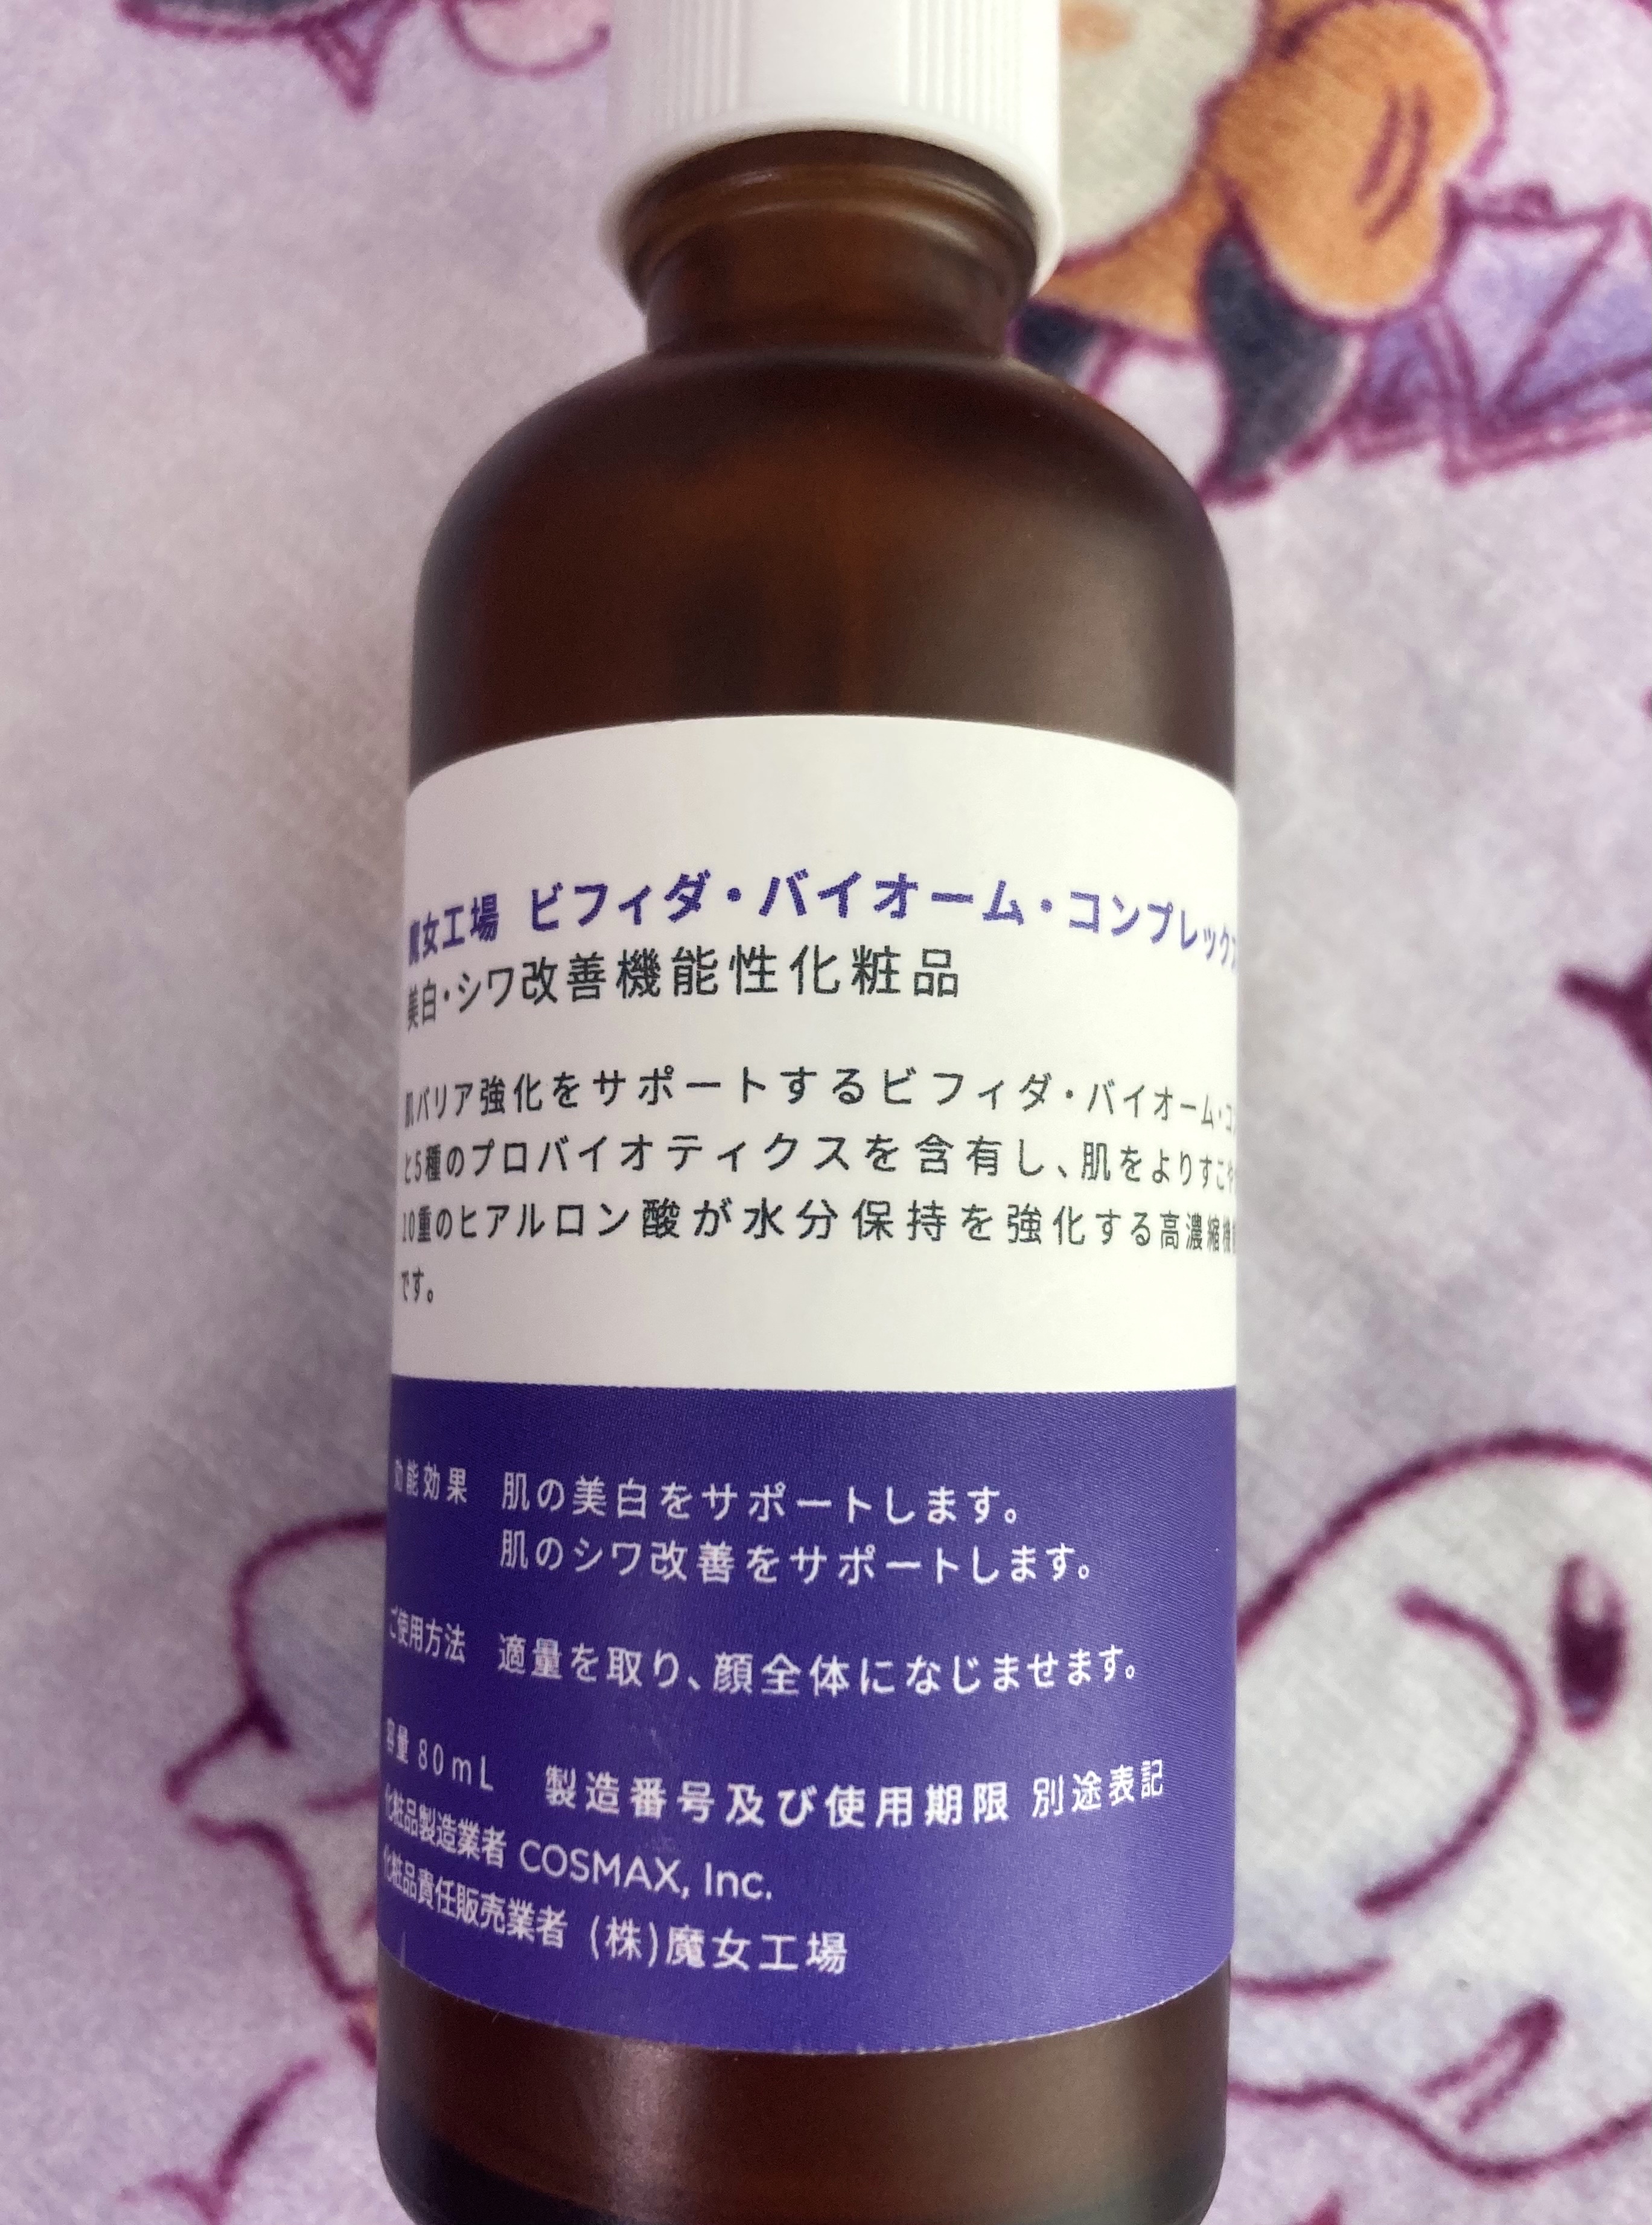 魔女工場 ビフィダ・バイオーム・コンプレックス
美白・シワ改善機能性化粧品
肌バリア強化をサポートするビフィダ・バイオーム・コン
と5種のプロバイオティクスを含有し、肌をよりすこや
10重のヒアルロン酸が水分保持を強化する高濃縮機
です。
効能効果 肌の美白をサポートします。
肌のシワ改善をサポートします。
ご使用方法 適量を取り、顔全体になじませます。
容量 80mL 製造番号及び使用期限 別途表記
化粧品製造業者 COSMAX, Inc.
化粧品責任販売業者 (株)魔女工場